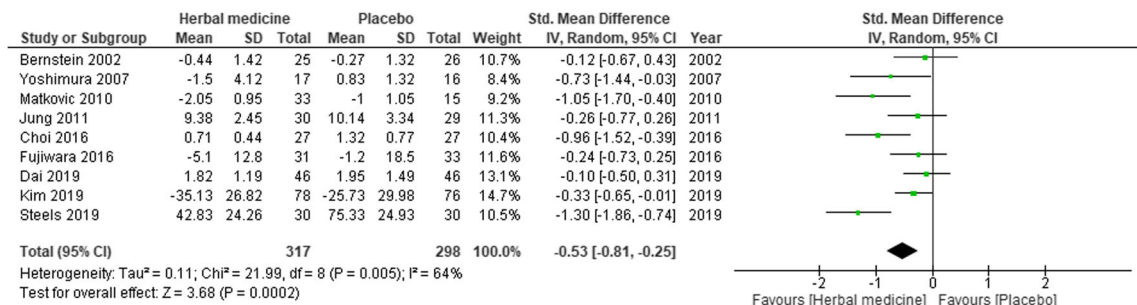 Herbal medicine Placebo Std. Mean Difference Std. Mean Difference
Study or Subgroup Mean SD Total Mean SD Total Weight IV, Random, 95% CI Year IV, Random, 95% CI
Bernstein 2002 -0.44 1.42 25 -0.27 1.32 26 10.7% -0.12 [-0.67, 0.43] 2002
Yoshimura 2007 -1.5 4.12 17 0.83 1.32 16 8.5% -0.73 [-1.44, -0.03] 2007
Matkovic 2010 -2.05 0.95 33 -1 1.05 15 9.2% -1.05 [-1.70, -0.40] 2010
Jung 2011 9.38 2.45 30 10.14 3.34 29 11.3% -0.26 [-0.77, 0.26] 2011
Choi 2016 0.71 0.44 27 1.32 0.77 27 10.4% -0.96 [-1.52, -0.39] 2016
Fujiwara 2016 -5.1 12.8 31 -1.2 18.5 33 11.6% -0.24 [-0.73, 0.25] 2016
Dai 2019 1.82 1.19 46 1.95 1.49 46 13.1% -0.10 [-0.50, 0.31] 2019
Kim 2019 -35.13 26.82 78 -25.73 29.98 76 14.7% -0.33 [-0.65, -0.01] 2019
Steels 2019 42.83 24.26 30 75.33 24.93 30 10.5% -1.30 [-1.86, -0.74] 2019
Total (95% CI) 317 298 100.0% -0.53 [-0.81, -0.25]
Heterogeneity: Tau² = 0.11; Chi² = 21.99, df = 8 (P = 0.005); I² = 64%
Test for overall effect: Z = 3.68 (P = 0.0002)
-2 -1 0 1 2
Favours [Herbal medicine] Favours [Placebo]